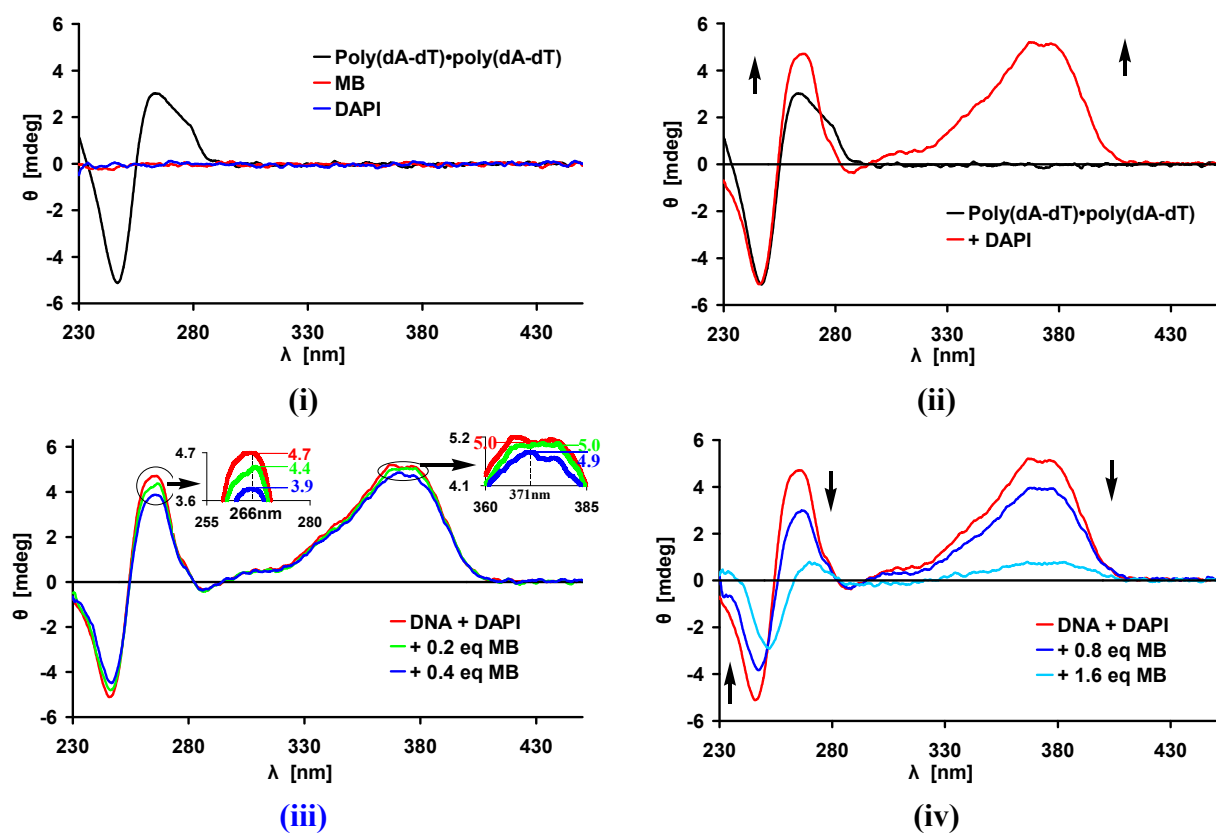 6
4
2
0
-2
-4
-6
θ [mdeg]
Poly(dA-dT)•poly(dA-dT)
MB
DAPI
230
280
330
380
430
λ [nm]
(i)
6
4
2
0
-2
-4
-6
θ [mdeg]
Poly(dA-dT)•poly(dA-dT)
+ DAPI
230
280
330
380
430
λ [nm]
(ii)
6
4
2
0
-2
-4
-6
θ [mdeg]
4.7
3.6
4.7
4.4
3.9
255
266nm
280
5.2
4.1
5.0
5.0
4.9
360
371nm
385
DNA + DAPI
+ 0.2 eq MB
+ 0.4 eq MB
230
280
330
380
430
λ [nm]
(iii)
6
4
2
0
-2
-4
-6
θ [mdeg]
DNA + DAPI
+ 0.8 eq MB
+ 1.6 eq MB
230
280
330
380
430
λ [nm]
(iv)